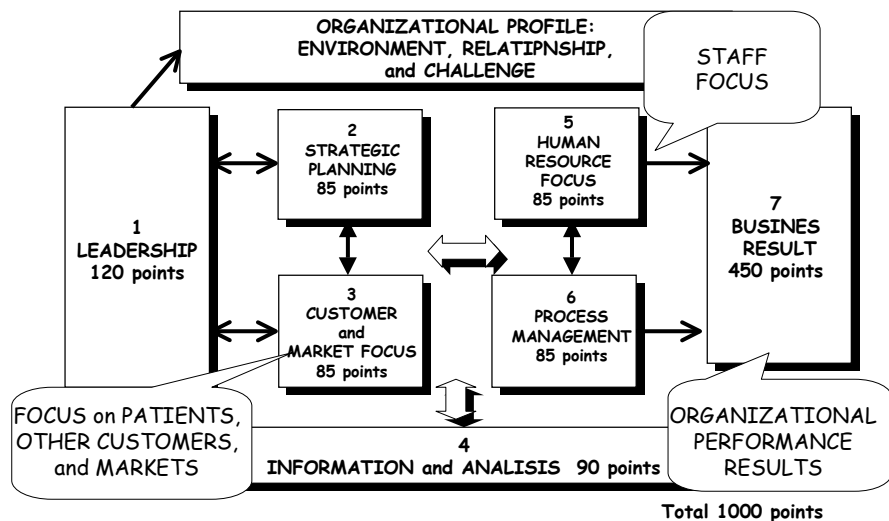 ORGANIZATIONAL PROFILE:
ENVIRONMENT, RELATIPNSHIP,
and CHALLENGE
STAFF
FOCUS
1
LEADERSHIP
120 points
2
STRATEGIC
PLANNING
85 points
5
HUMAN
RESOURCE
FOCUS
85 points
7
BUSINES
RESULT
450 points
3
CUSTOMER
and
MARKET FOCUS
85 points
6
PROCESS
MANAGEMENT
85 points
FOCUS on PATIENTS,
OTHER CUSTOMERS,
and MARKETS
4
INFORMATION and ANALISIS 90 points
ORGANIZATIONAL
PERFORMANCE
RESULTS
Total 1000 points